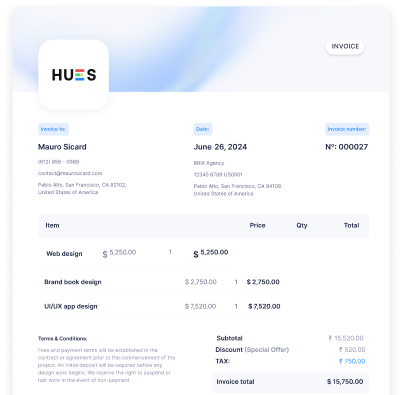 INVOICE
HUES
Invoice to:
Date:
Invoice number:
Mauro Sicard
June 26, 2024
Nº: 000027
(612) 856 - 0989
BRIX Agency
contact@maurosicard.com
12345 6789 US0001
Pablo Alto, San Francisco, CA 92102,
United States of America
Pablo Alto, San Francisco, CA 94109,
United States of America
Item Price Qty Total
Web design $ 5,250.00 1 $ 5,250.00
Brand book design $ 2,750.00 1 $ 2,750.00
UI/UX app design $ 7,520.00 1 $ 7,520.00
Terms & Conditions:
Fees and payment terms will be established in the
contract or agreement prior to the commencement of the
project. An initial deposit will be required before any
design work begins. We reserve the right to suspend or
halt work in the event of non-payment.
Subtotal ₹ 15,520.00
Discount (Special Offer) ₹ 520.00
TAX: ₹ 750.00
Invoice total $ 15,750.00